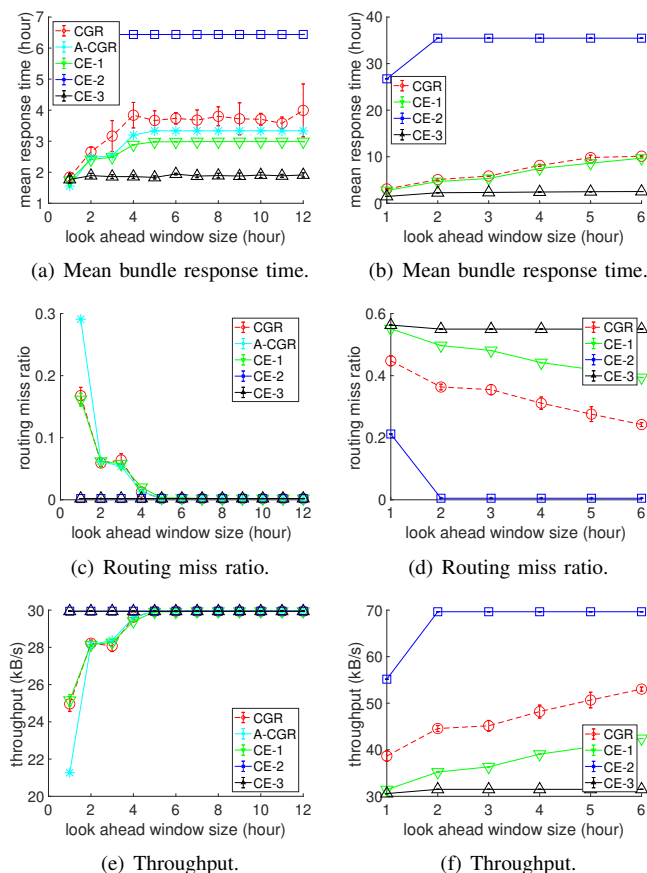 mean response time (hour)
7
6
5
4
3
2
1
0 2 4 6 8 10 12
look ahead window size (hour)
CGR
A-CGR
CE-1
CE-2
CE-3
(a) Mean bundle response time.
mean response time (hour)
40
30
20
10
0
1 2 3 4 5 6
look ahead window size (hour)
CGR
CE-1
CE-2
CE-3
(b) Mean bundle response time.
routing miss ratio
0.3
0.2
0.1
0
0 2 4 6 8 10 12
look ahead window size (hour)
CGR
A-CGR
CE-1
CE-2
CE-3
(c) Routing miss ratio.
routing miss ratio
0.6
0.4
0.2
0
1 2 3 4 5 6
look ahead window size (hour)
CGR
CE-1
CE-2
CE-3
(d) Routing miss ratio.
throughput (kB/s)
30
28
26
24
22
20
0 2 4 6 8 10 12
look ahead window size (hour)
CGR
A-CGR
CE-1
CE-2
CE-3
(e) Throughput.
throughput (kB/s)
70
60
50
40
30
1 2 3 4 5 6
look ahead window size (hour)
CGR
CE-1
CE-2
CE-3
(f) Throughput.